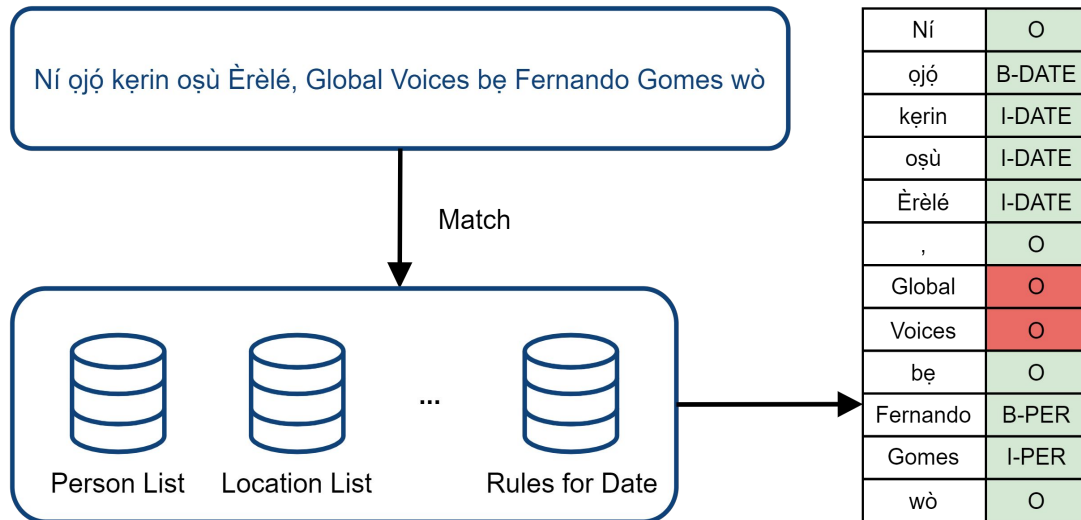 Ní ọjọ́ kẹrin oṣù Èrèlé, Global Voices bẹ Fernando Gomes wò
Match
...
Person List
Location List
Rules for Date
Ní O
ọjọ́ B-DATE
kẹrin I-DATE
oṣù I-DATE
Èrèlé I-DATE
, O
Global O
Voices O
bẹ O
Fernando B-PER
Gomes I-PER
wò O